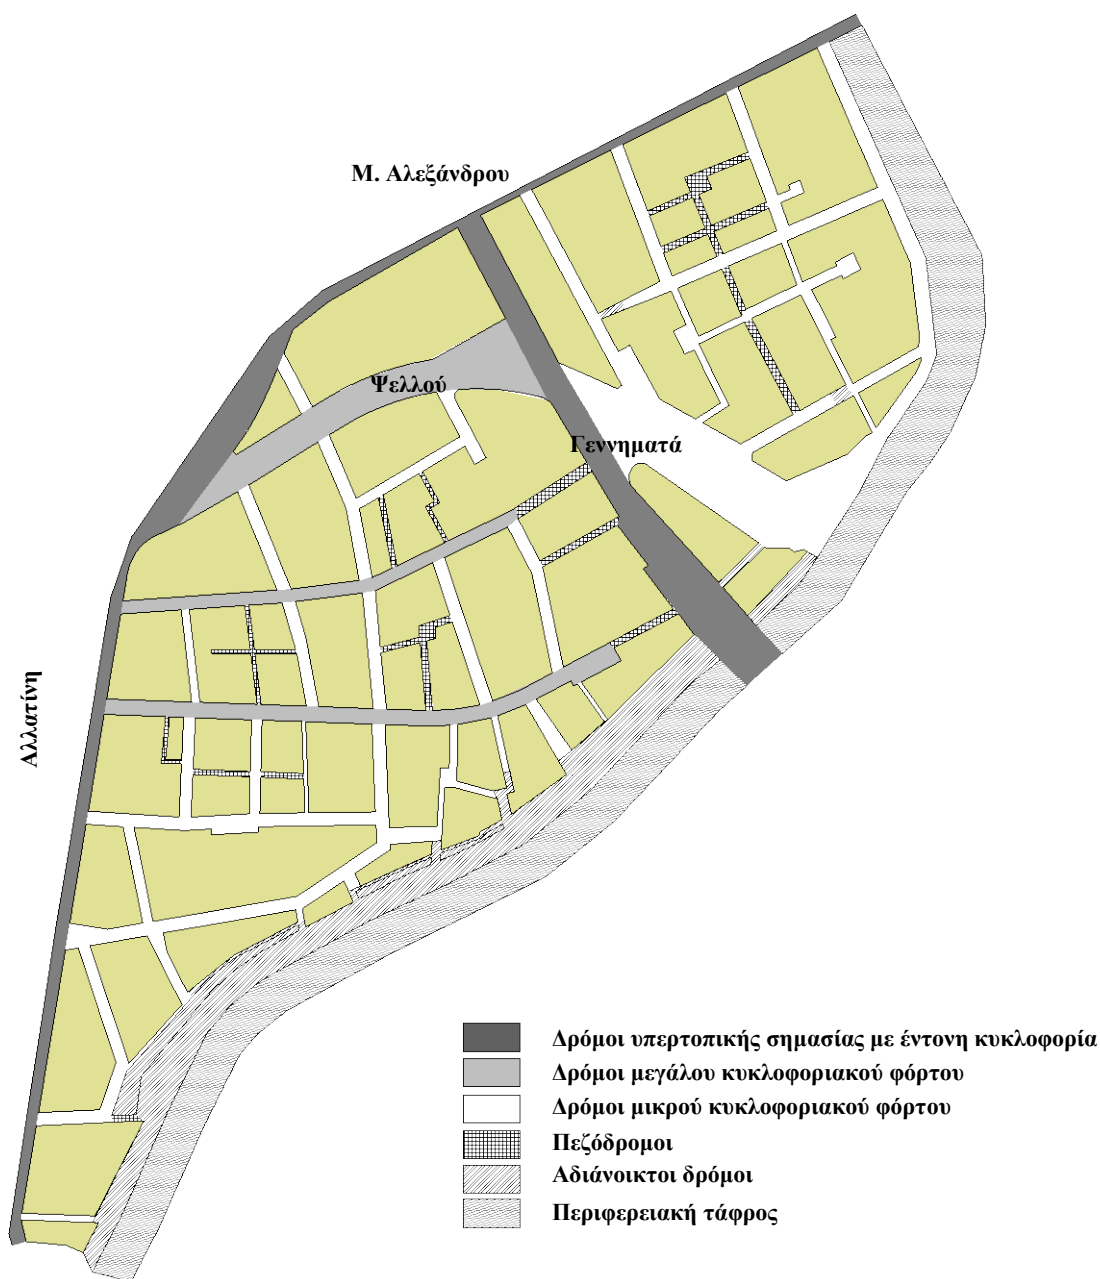 Μ. Αλεξάνδρου
Ψελλού
Γεννηματά
Αλλατίνη
Δρόμοι υπερτοπικής σημασίας με έντονη κυκλοφορία
Δρόμοι μεγάλου κυκλοφοριακού φόρτου
Δρόμοι μικρού κυκλοφοριακού φόρτου
Πεζόδρομοι
Αδιάνοικτοι δρόμοι
Περιφερειακή τάφρος